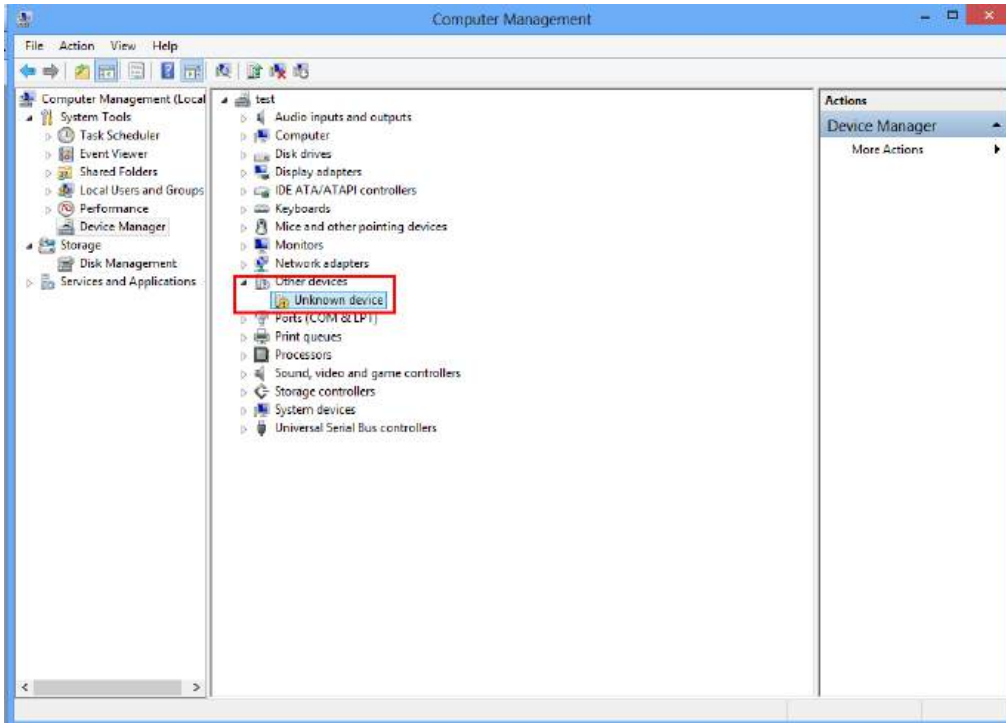 Computer Management
File Action View Help
Computer Management (Local
System Tools
Task Scheduler
Event Viewer
Shared Folders
Local Users and Groups
Performance
Device Manager
Storage
Disk Management
Services and Applications
test
Audio inputs and outputs
Computer
Disk drives
Display adapters
IDE ATA/ATAPI controllers
Keyboards
Mice and other pointing devices
Monitors
Network adapters
Other devices
Unknown device
Ports (COM & LPT)
Print queues
Processors
Sound, video and game controllers
Storage controllers
System devices
Universal Serial Bus controllers
Actions
Device Manager
More Actions